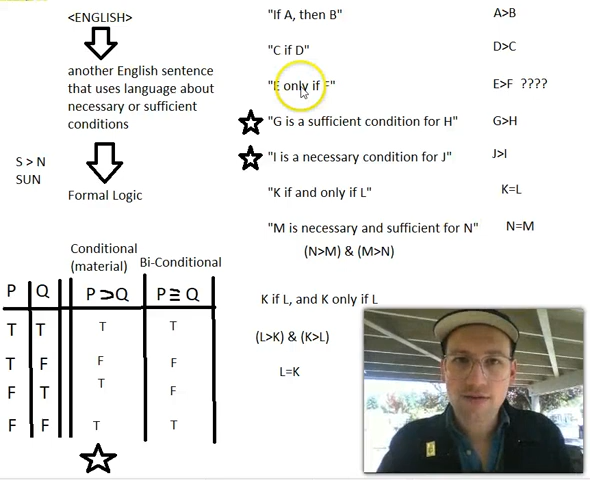 <ENGLISH>
another English sentence
that uses language about
necessary or sufficient
conditions
S > N
SUN
Formal Logic
"If A, then B" A>B
"C if D" D>C
"E only if F" E>F ????
"G is a sufficient condition for H" G>H
"I is a necessary condition for J" J>I
"K if and only if L" K=L
"M is necessary and sufficient for N" N=M
(N>M) & (M>N)
K if L, and K only if L
(L>K) & (K>L)
L=K
Conditional
(material) Bi-Conditional
P Q P⊃Q P≡Q
T T T T
T F F F
F T T F
F F T T